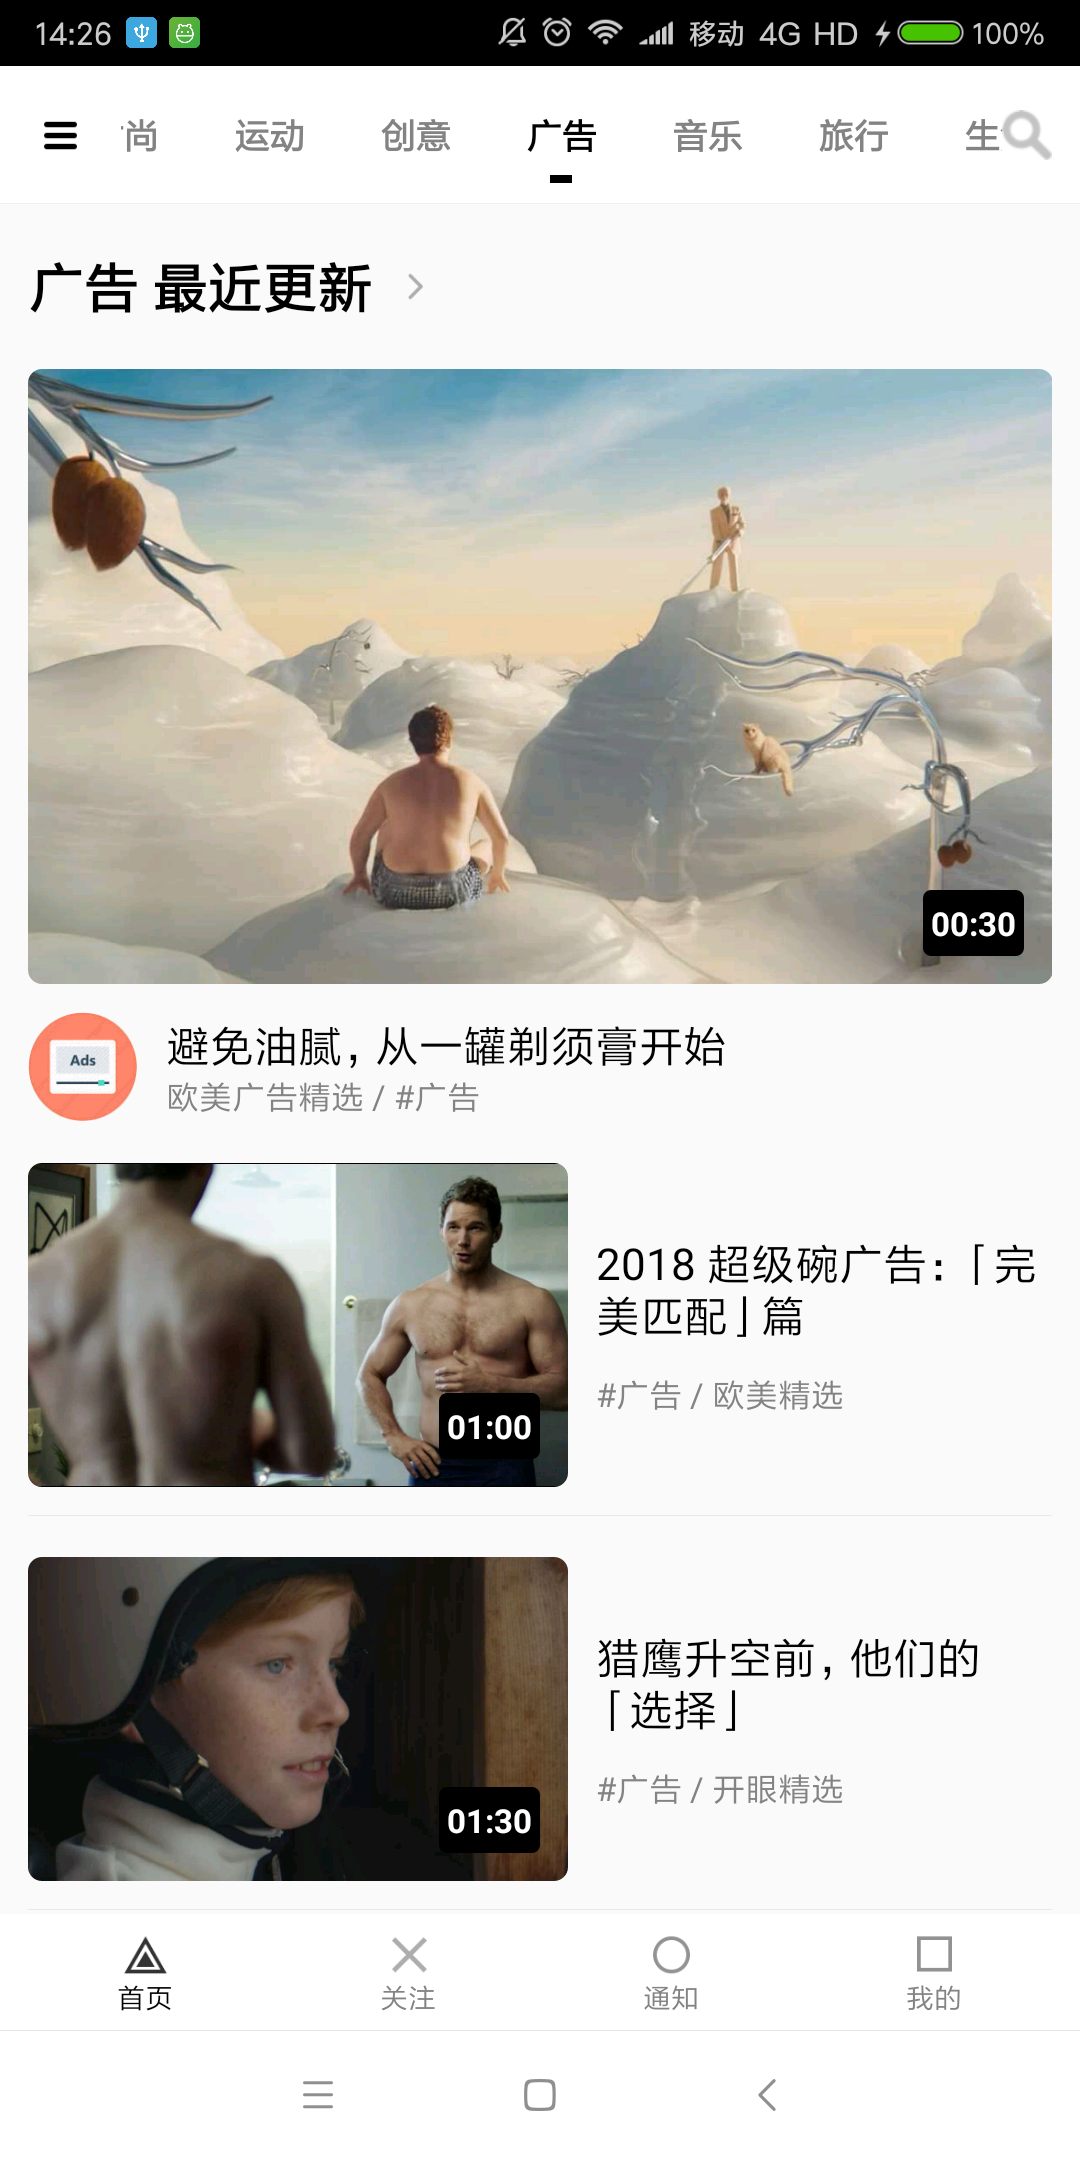 14:26 移动 4G HD 100%
尚 运动 创意 广告 音乐 旅行 生
广告 最近更新
00:30
Ads
避免油腻，从一罐剃须膏开始
欧美广告精选 / #广告
01:00
2018 超级碗广告：「完
美匹配」篇
#广告 / 欧美精选
01:30
猎鹰升空前，他们的
「选择」
#广告 / 开眼精选
首页 关注 通知 我的